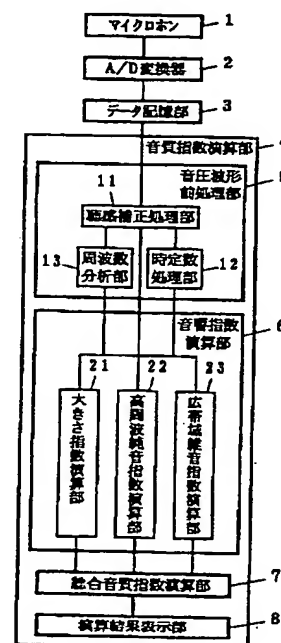 マイクロホン 1
A/D変換器 2
データ記憶部 3
音質指数演算部
音圧波形
前処理部
11
聴感補正処理部
13 周波数
分析部
時定数
処理部 12
音響指数
演算部 6
21 22 23
大きさ指数演算部
高周波純音指数演算部
広帯域雑音指数演算部
総合音質指数演算部 7
演算結果表示部 8